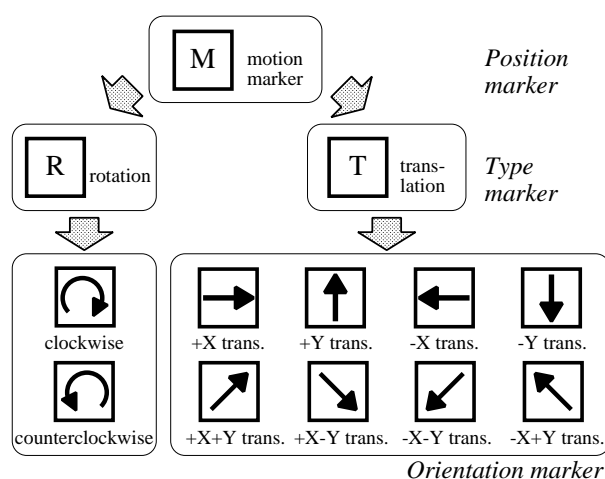 M motion
marker
Position
marker
R rotation
T trans-
lation
Type
marker
clockwise
+X trans. +Y trans. -X trans. -Y trans.
counterclockwise
+X+Y trans. +X-Y trans. -X-Y trans. -X+Y trans.
Orientation marker